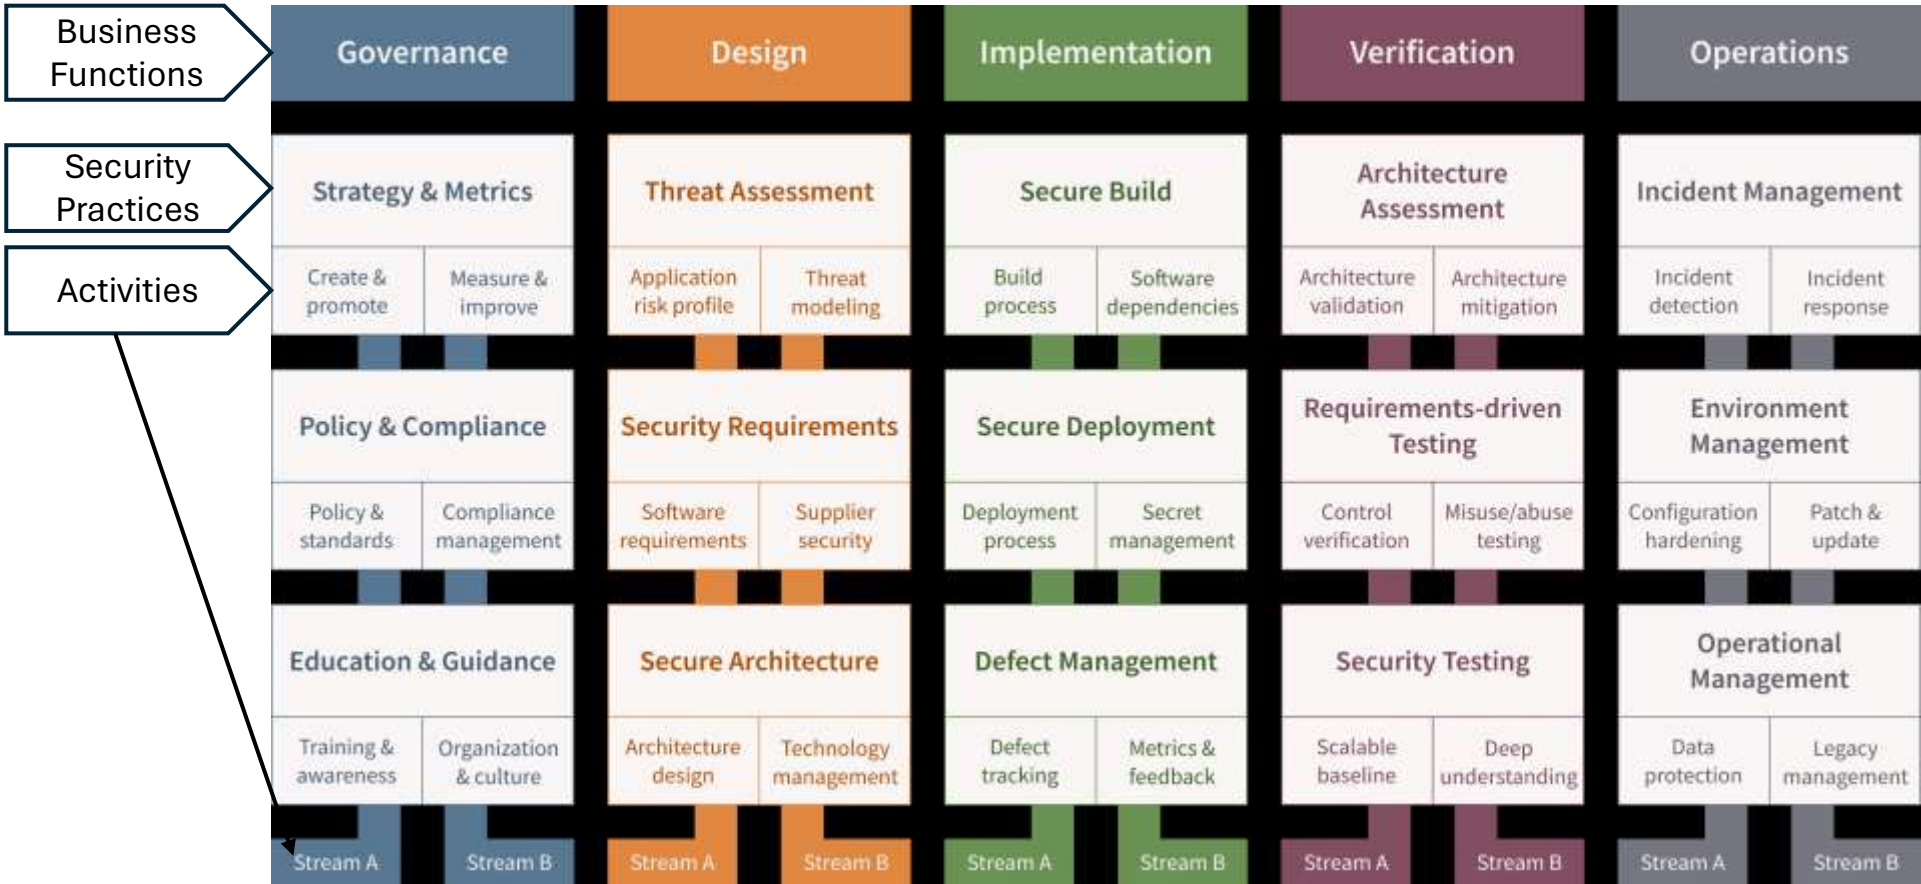 Business
Functions
Governance
Design
Implementation
Verification
Operations
Security
Practices
Strategy & Metrics
Threat Assessment
Secure Build
Architecture
Assessment
Incident Management
Activities
Create &
promote
Measure &
improve
Application
risk profile
Threat
modeling
Build
process
Software
dependencies
Architecture
validation
Architecture
mitigation
Incident
detection
Incident
response
Policy & Compliance
Security Requirements
Secure Deployment
Requirements-driven
Testing
Environment
Management
Policy &
standards
Compliance
management
Software
requirements
Supplier
security
Deployment
process
Secret
management
Control
verification
Misuse/abuse
testing
Configuration
hardening
Patch &
update
Education & Guidance
Secure Architecture
Defect Management
Security Testing
Operational
Management
Training &
awareness
Organization
& culture
Architecture
design
Technology
management
Defect
tracking
Metrics &
feedback
Scalable
baseline
Deep
understanding
Data
protection
Legacy
management
Stream A
Stream B
Stream A
Stream B
Stream A
Stream B
Stream A
Stream B
Stream A
Stream B